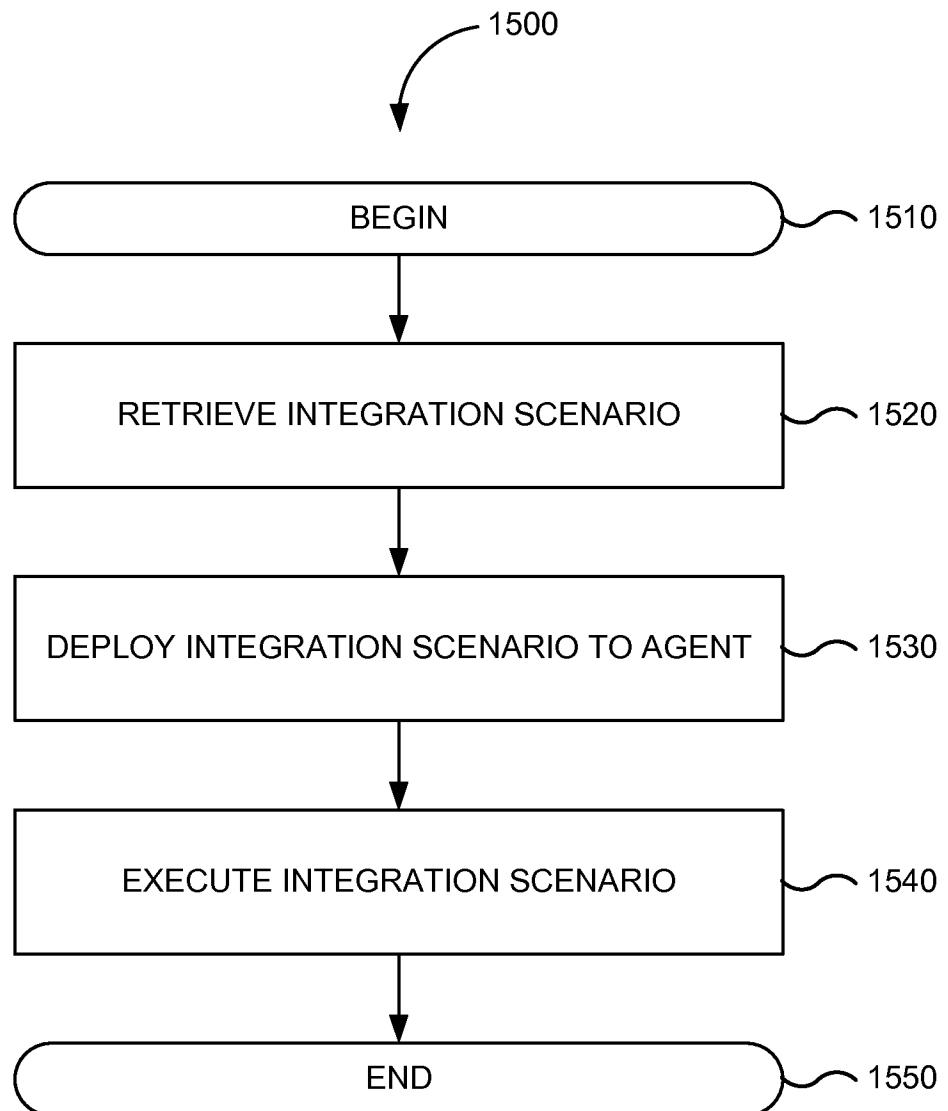 1500
BEGIN
1510
RETRIEVE INTEGRATION SCENARIO
1520
DEPLOY INTEGRATION SCENARIO TO AGENT
1530
EXECUTE INTEGRATION SCENARIO
1540
END
1550